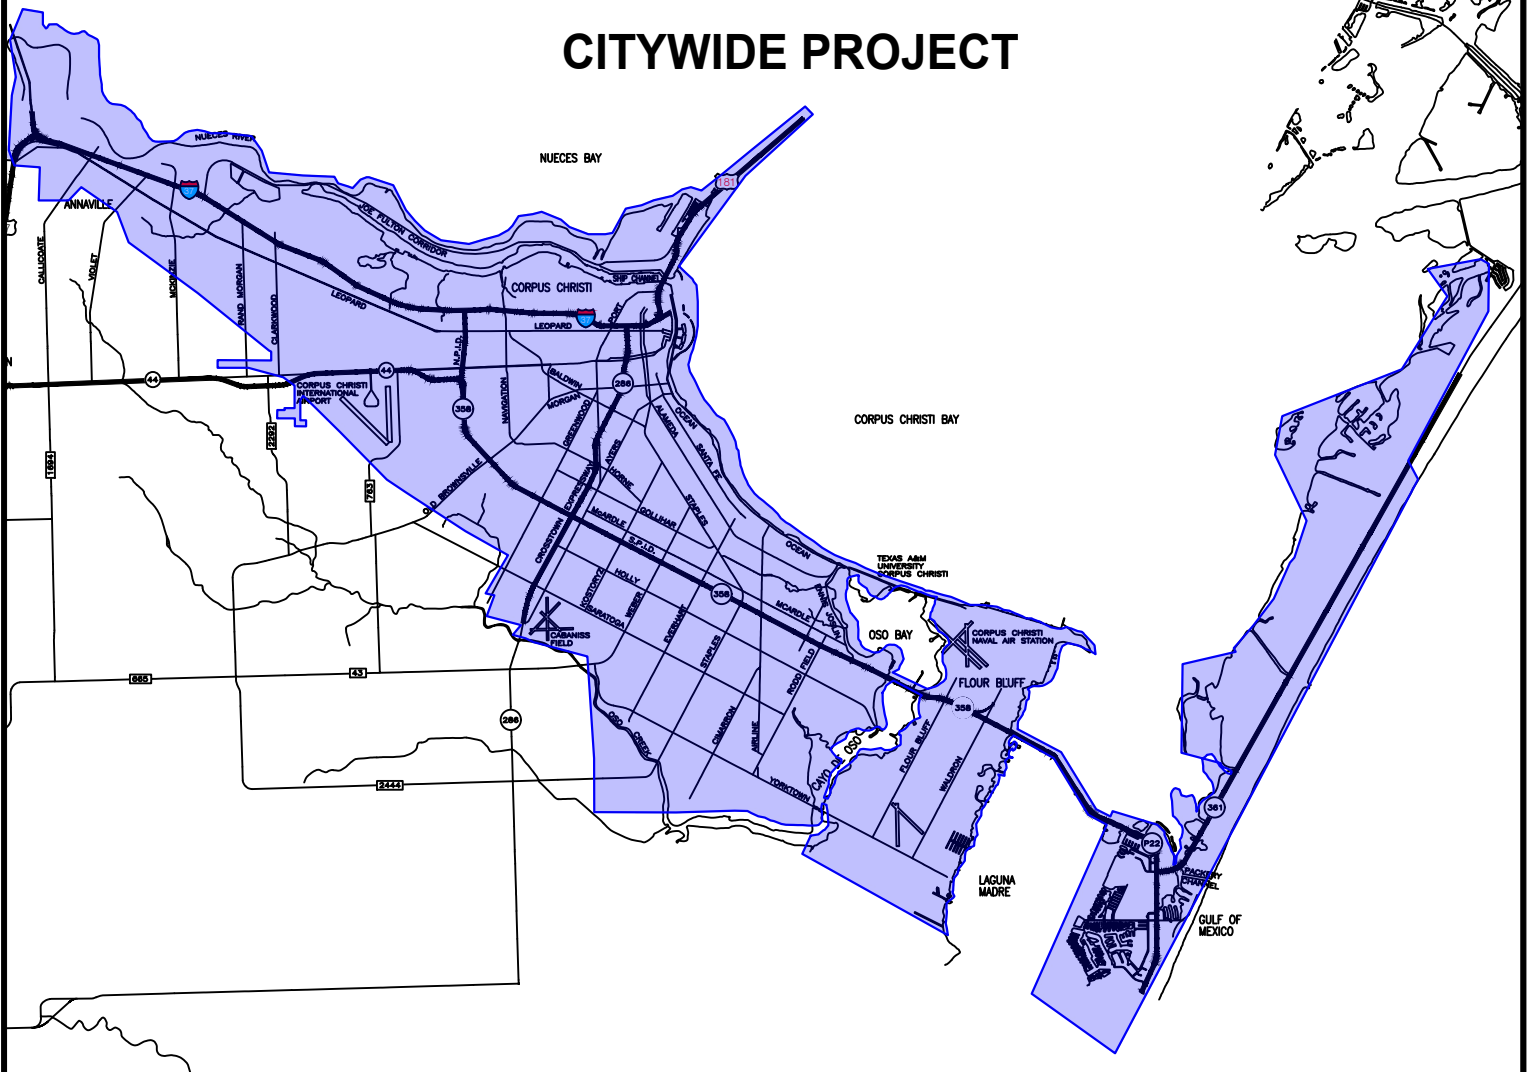 CITYWIDE PROJECT
NUECES RIVER
NUECES BAY
181
37
ANNAVILLE
JOE FULTON CORRIDOR
CALLICOATE
VIOLET
MCKINZIE
RAND MORGAN
CLARKWOOD
LEOPARD
SHIP CHANNEL
CORPUS CHRISTI
PORT
37
LEOPARD
N.P.I.D.
44
44
CORPUS CHRISTI
INTERNATIONAL
AIRPORT
358
NAVIGATION
BALDWIN
MORGAN
286
GREENWOOD
ALAMEDA
OCEAN
SANTA FE
CORPUS CHRISTI BAY
2292
1694
763
OLD BROWNSVILLE
EXPRESSWAY
CROSSTOWN
AYERS
HORNE
McARDLE
GOLLIHAR
STAPLES
S.P.I.D.
OCEAN
TEXAS A&M
UNIVERSITY
CORPUS CHRISTI
HOLLY
KOSTORYZ
SARATOGA
WEBER
EVERHART
358
MCARDLE
ENNIS JOSLIN
OSO BAY
CORPUS CHRISTI
NAVAL AIR STATION
CABANISS
FIELD
STAPLES
RODD FIELD
FLOUR BLUFF
665
43
286
358
OSO
CREEK
CIMARRON
AIRLINE
CAYO DE OSO
FLOUR BLUFF
WALDRON
YORKTOWN
2444
361
P22
PACKERY
CHANNEL
LAGUNA
MADRE
GULF OF
MEXICO